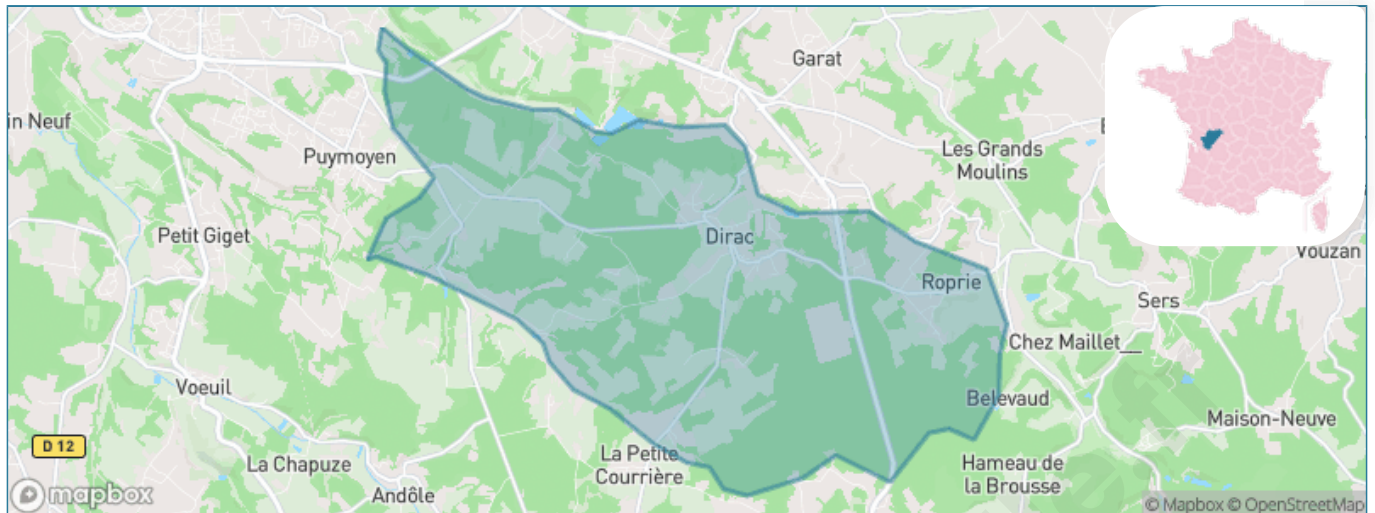 Garat
in Neuf
Puymoyen
Les Grands
Moulins
Petit Giget
Dirac
Vouzan
Roprie
Sers
Chez Maillet__
Voeuil
Belevaud
Maison-Neuve
D 12
La Petite
Courrière
La Chapuze
Hameau de
la Brousse
Andôle
mapbox
© Mapbox © OpenStreetMap